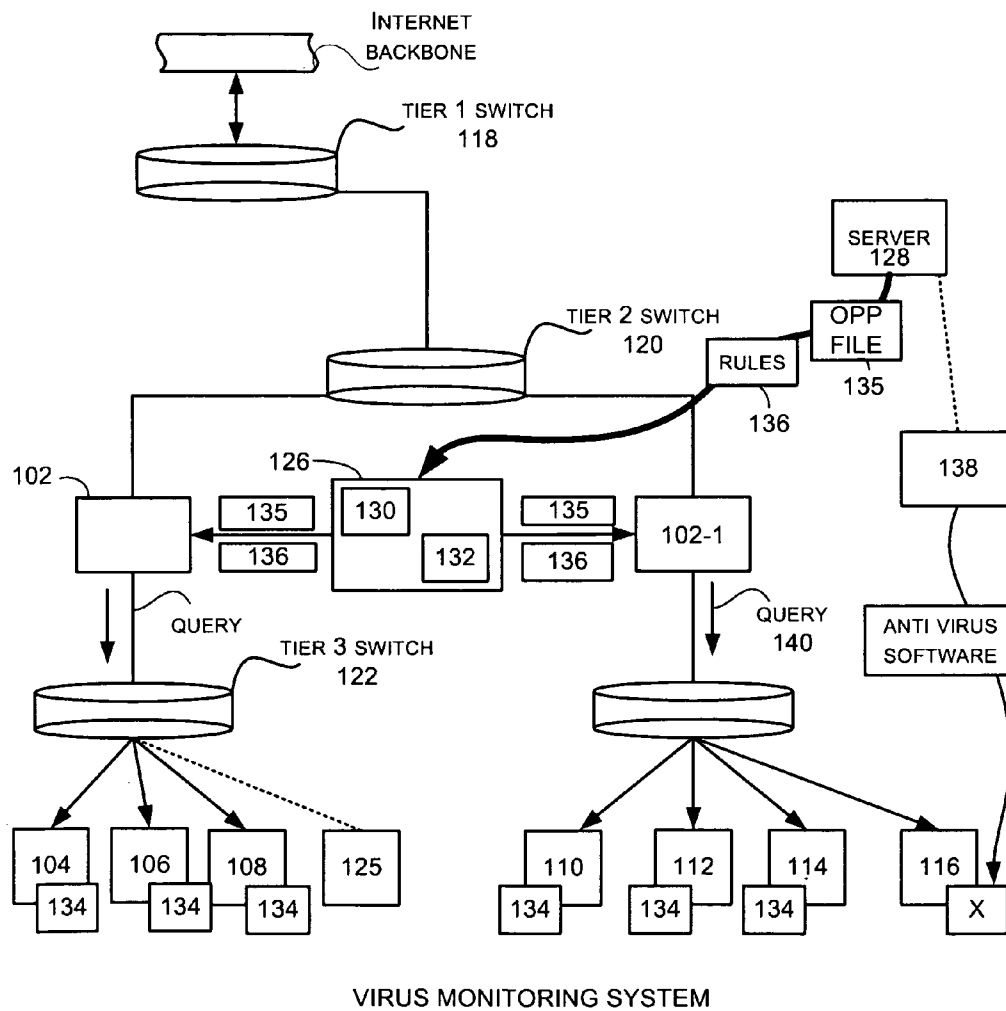 INTERNET
BACKBONE
TIER 1 SWITCH
118
SERVER
128
TIER 2 SWITCH
120
OPP
FILE
135
RULES
136
102
126
130
132
135
136
135
136
102-1
138
QUERY
QUERY
140
ANTI VIRUS
SOFTWARE
TIER 3 SWITCH
122
104
134
106
134
108
134
125
110
134
112
134
114
134
116
X
VIRUS MONITORING SYSTEM